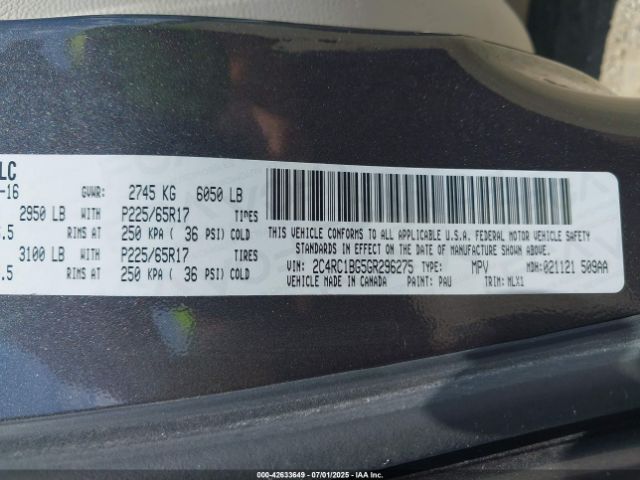 LC
-16 GVWR: 2745 KG 6050 LB
2950 LB WITH P225/65R17 TIRES
.5 RIMS AT 250 KPA ( 36 PSI) COLD
3100 LB WITH P225/65R17 TIRES
.5 RIMS AT 250 KPA ( 36 PSI) COLD
THIS VEHICLE CONFORMS TO ALL APPLICABLE U.S.A. FEDERAL MOTOR VEHICLE SAFETY
STANDARDS IN EFFECT ON THE DATE OF MANUFACTURE SHOWN ABOVE.
VIN: 2C4RC1BG5GR296275 TYPE: MPV MDH:021121 509AA
VEHICLE MADE IN CANADA PAINT: PAU TRIM: MLX1
000-42633649 - 07/01/2025 - IAAI.COM